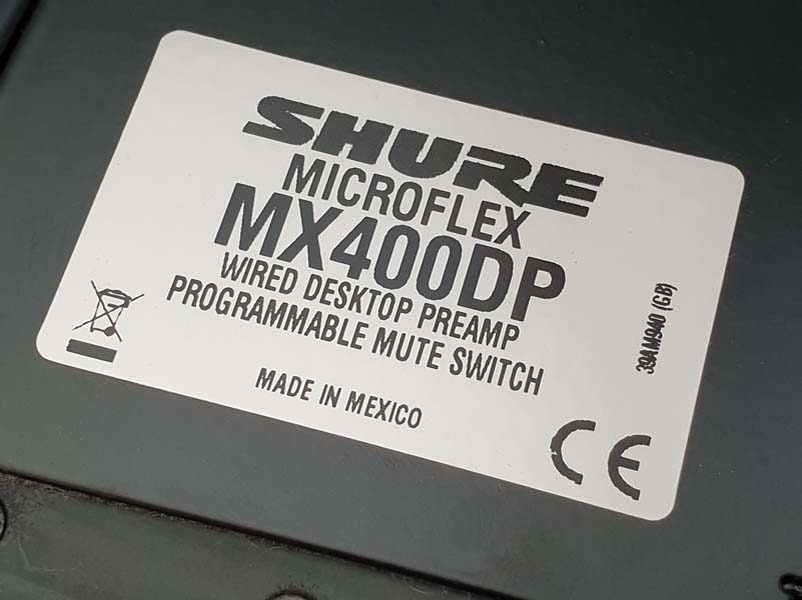 SHURE
MICROFLEX
MX400DP
WIRED DESKTOP PREAMP
PROGRAMMABLE MUTE SWITCH
MADE IN MEXICO
39AM940 (GB)
CE